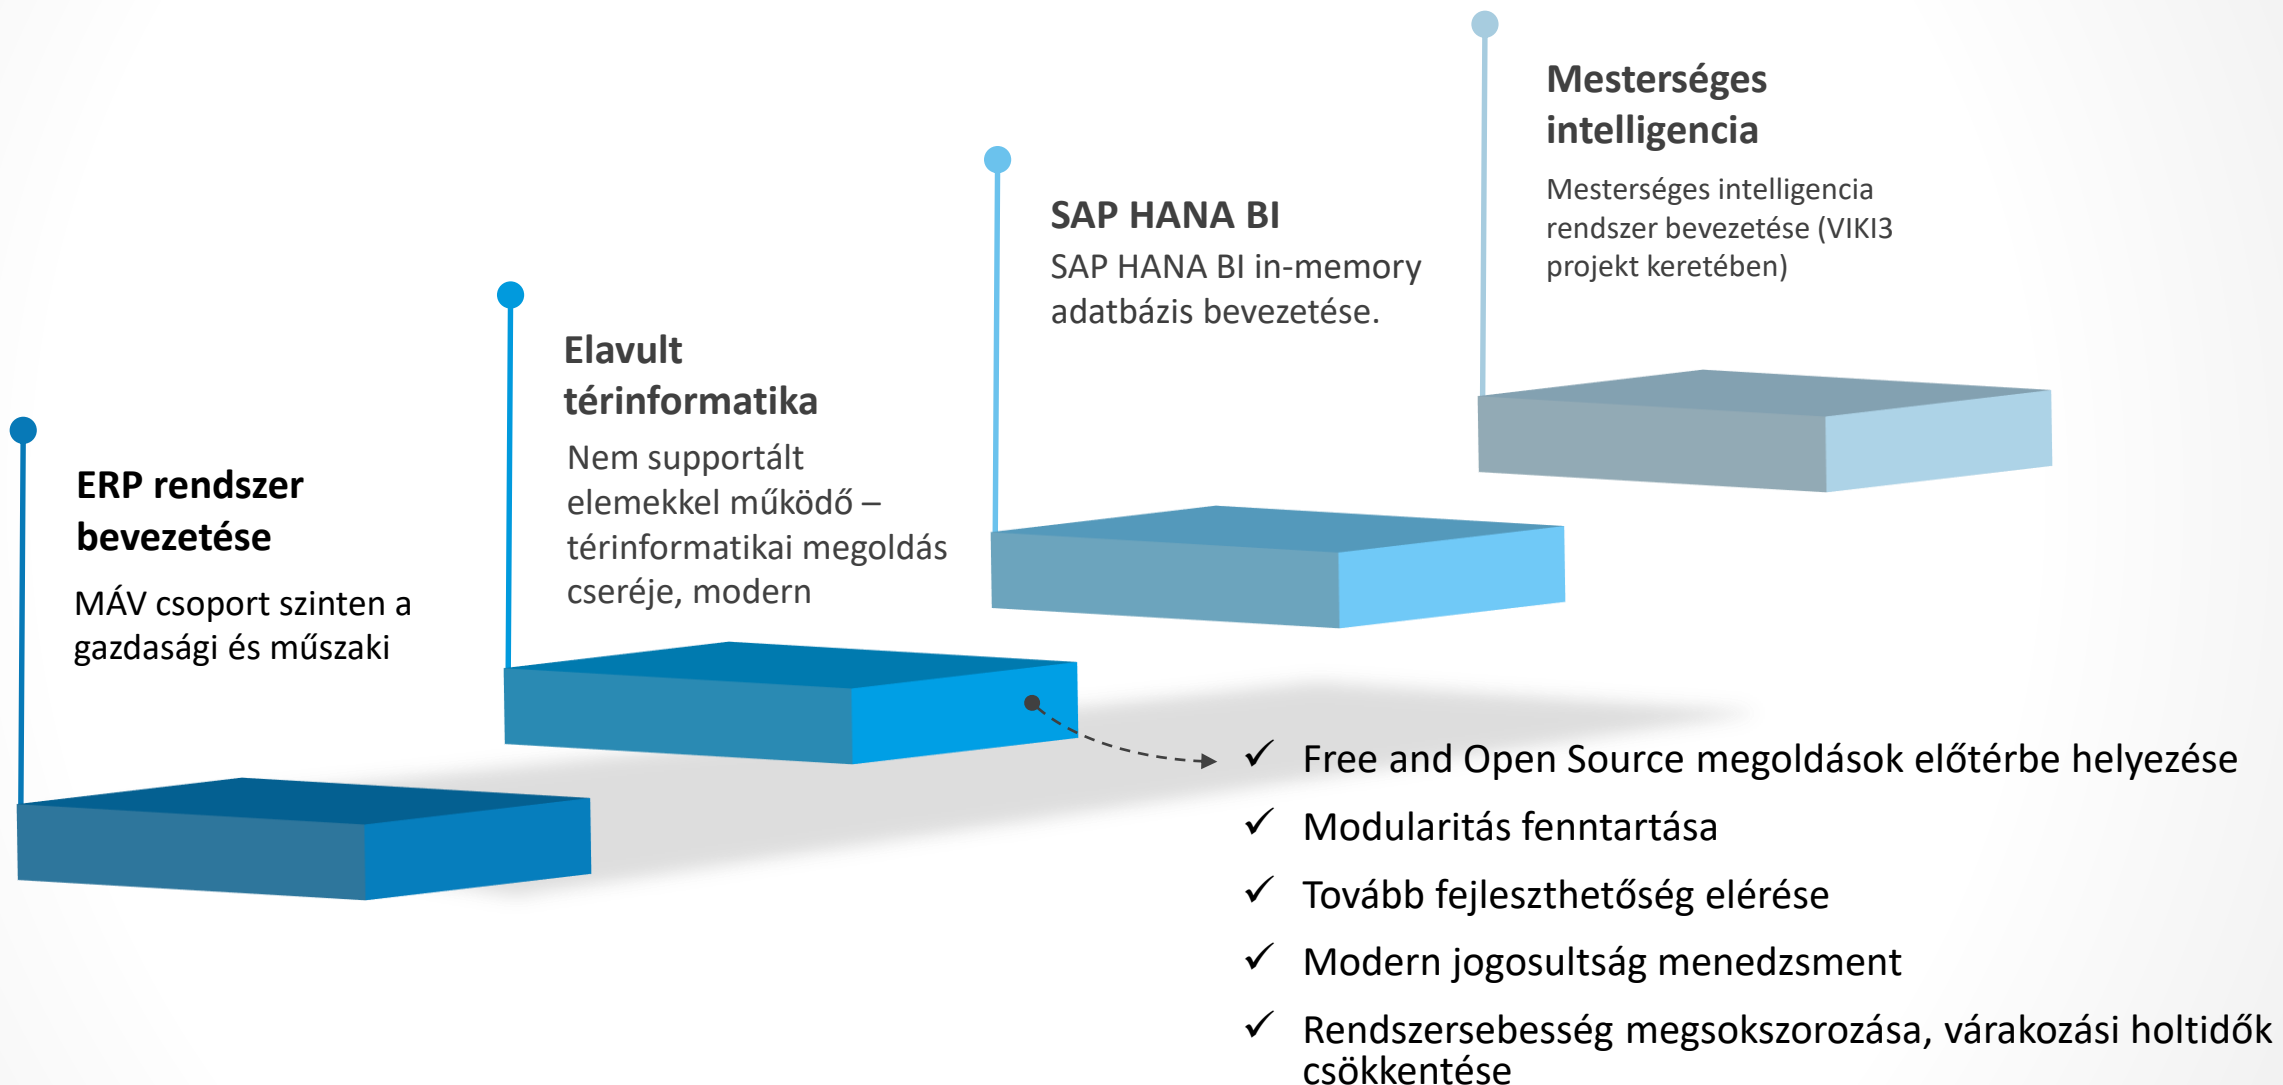 ERP rendszer
bevezetése
MÁV csoport szinten a
gazdasági és műszaki
Elavult
térinformatika
Nem supportált
elemekkel működő –
térinformatikai megoldás
cseréje, modern
SAP HANA BI
SAP HANA BI in-memory
adatbázis bevezetése.
Mesterséges
intelligencia
Mesterséges intelligencia
rendszer bevezetése (VIKI3
projekt keretében)
✓ Free and Open Source megoldások előtérbe helyezése
✓ Modularitás fenntartása
✓ Tovább fejleszthetőség elérése
✓ Modern jogosultság menedzsment
✓ Rendszersebesség megsokszorozása, várakozási holtidők
csökkentése